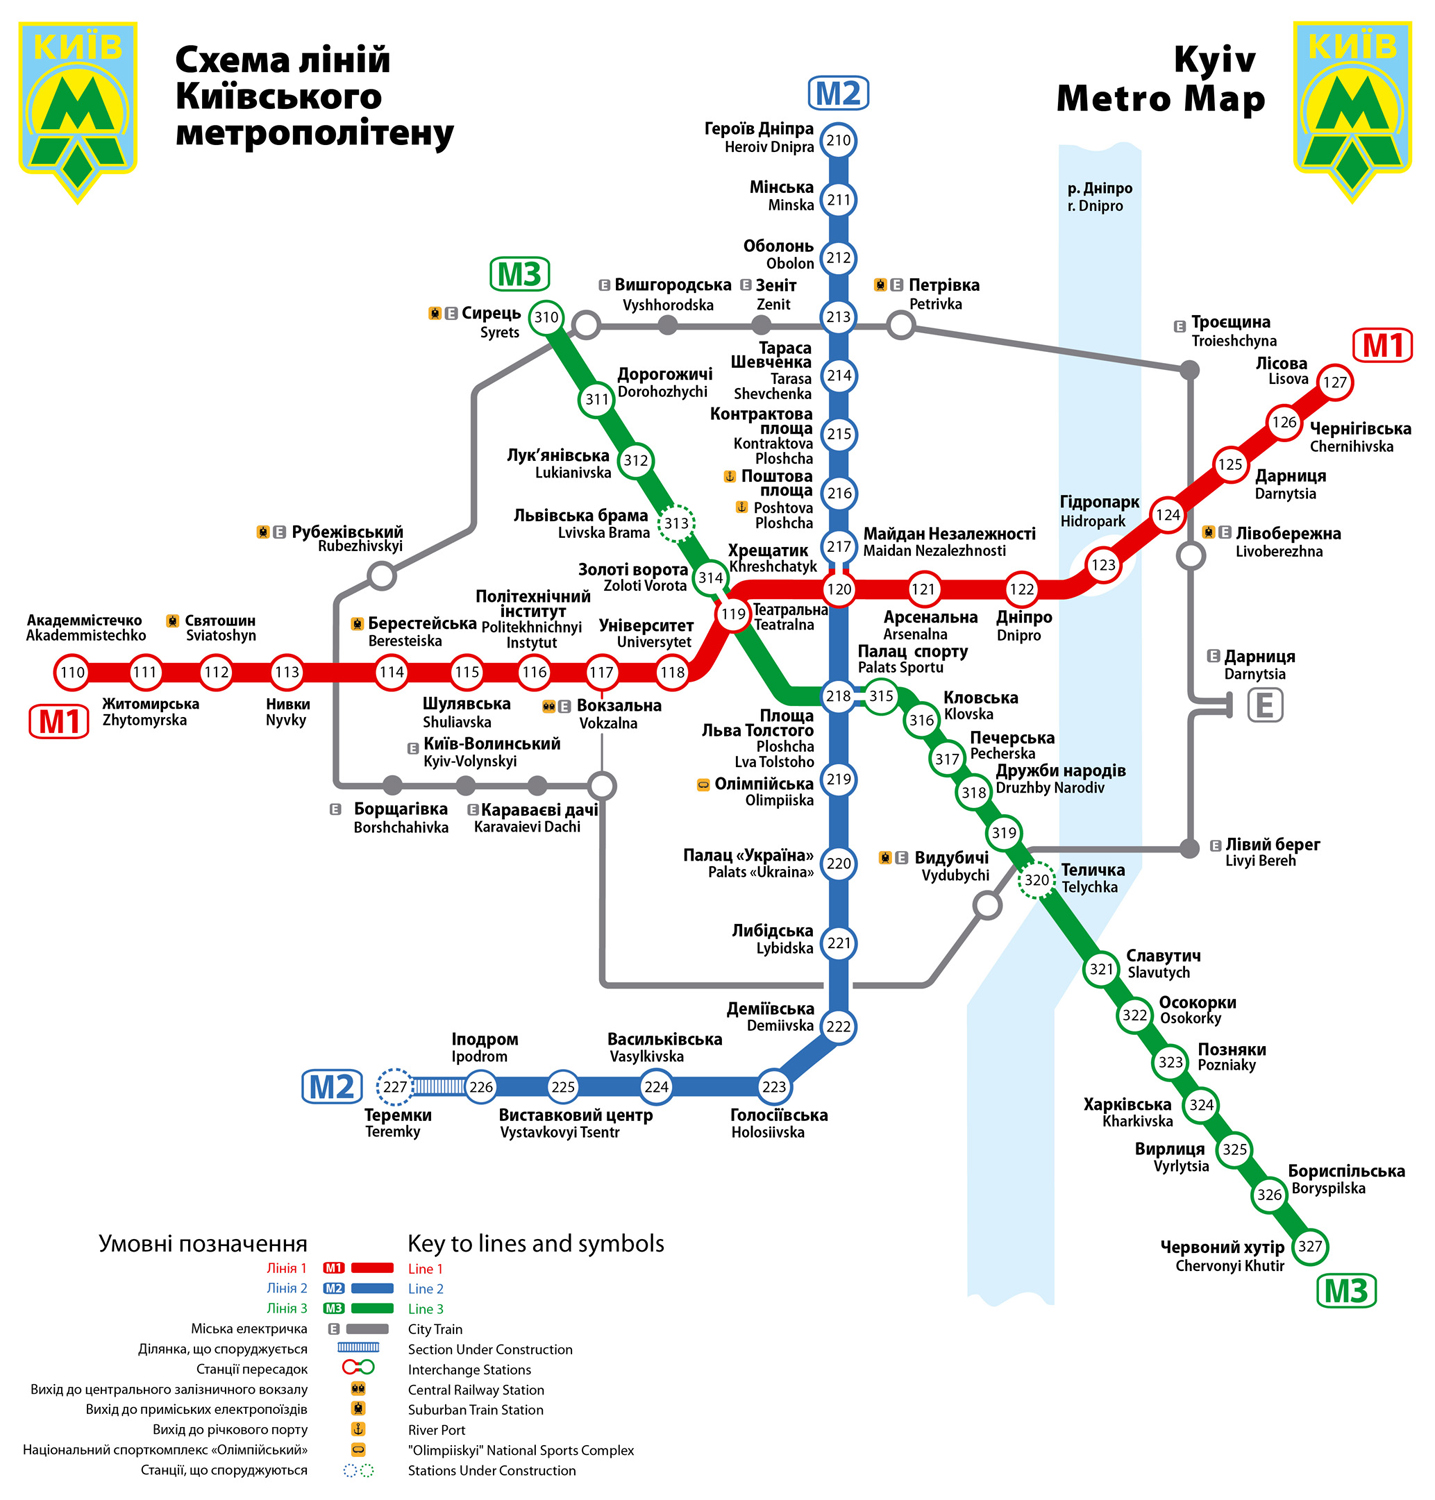 КИЇВ
Схема ліній
Київського
метрополітену
Kyiv
Metro Map
КИЇВ
M2
Героїв Дніпра
Heroiv Dnipra
210
Мінська
Minska
211
Оболонь
Obolon
212
213
р. Дніпро
r. Dnipro
M3
E Сирець
Syrets
310
E Вишгородська
Vyshhorodska
E Зеніт
Zenit
E Петрівка
Petrivka
E Троєщина
Troieshchyna
M1
Лісова
Lisova
127
Тараса
Шевченка
Tarasa
Shevchenka
214
Дорогожичі
Dorohozhychi
311
Контрактова
площа
Kontraktova
Ploshcha
215
126
Чернігівська
Chernihivska
Лук’янівська
Lukianivska
312
125
Дарниця
Darnytsia
Поштова
площа
Poshtova
Ploshcha
216
Гідропарк
Hidropark
124
Львівська брама
Lvivska Brama
313
E Рубежівський
Rubezhivskyi
E Лівобережна
Livoberezhna
Майдан Незалежності
Maidan Nezalezhnosti
217
Хрещатик
Khreshchatyk
123
Золоті ворота
Zoloti Vorota
314
120
121
122
Театральна
Teatralna
119
Арсенальна
Arsenalna
Дніпро
Dnipro
Академмістечко
Akademmistechko
Святошин
Sviatoshyn
Берестейська
Beresteiska
Політехнічний
інститут
Politekhnichnyi
Instytut
Університет
Universytet
110
111
112
113
114
115
116
117
118
Палац спорту
Palats Sportu
E Дарниця
Darnytsia
E
M1
Житомирська
Zhytomyrska
Нивки
Nyvky
Шулявська
Shuliavska
E Вокзальна
Vokzalna
218
315
Кловська
Klovska
316
Площа
Льва Толстого
Ploshcha
Lva Tolstoho
E Київ-Волинський
Kyiv-Volynskyi
Печерська
Pecherska
317
Дружби народів
Druzhby Narodiv
318
Олімпійська
Olimpiiska
219
E Борщагівка
Borshchahivka
E Караваєві дачі
Karavaievi Dachi
319
Палац «Україна»
Palats «Ukraina»
220
E Видубичі
Vydubychi
Теличка
Telychka
320
E Лівий берег
Livyi Bereh
Либідська
Lybidska
221
Славутич
Slavutych
321
Деміївська
Demiivska
222
Осокорки
Osokorky
322
Іподром
Ipodrom
Васильківська
Vasylkivska
Позняки
Pozniaky
323
M2
227
226
225
224
223
Теремки
Teremky
Виставковий центр
Vystavkovyi Tsentr
Голосіївська
Holosiivska
Харківська
Kharkivska
324
Вирлиця
Vyrlytsia
325
Бориспільська
Boryspilska
326
Червоний хутір
Chervonyi Khutir
327
M3
Умовні позначення Key to lines and symbols
Лінія 1 M1 Line 1
Лінія 2 M2 Line 2
Лінія 3 M3 Line 3
Міська електричка E City Train
Ділянка, що споруджується Section Under Construction
Станції пересадок Interchange Stations
Вихід до центрального залізничного вокзалу Central Railway Station
Вихід до приміських електропоїздів Suburban Train Station
Вихід до річкового порту River Port
Національний спорткомплекс «Олімпійський» "Olimpiiskyi" National Sports Complex
Станції, що споруджуються Stations Under Construction